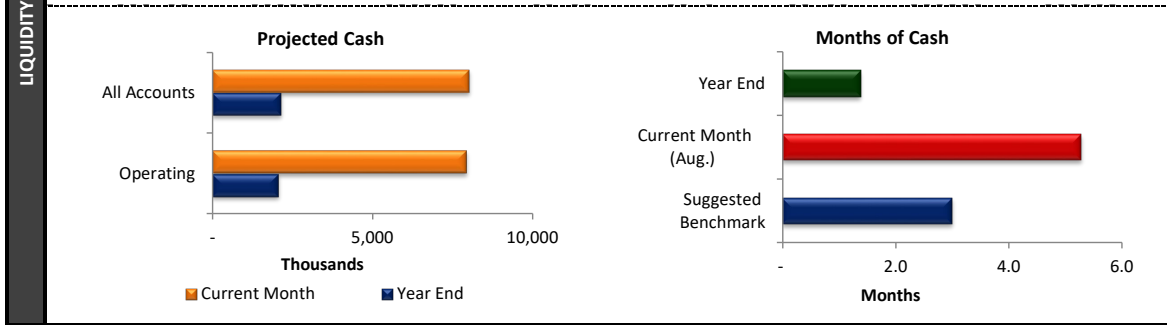 LIQUIDITY
Projected Cash
All Accounts
Operating
-
5,000
10,000
Thousands
Current Month
Year End
Months of Cash
Year End
Current Month
(Aug.)
Suggested
Benchmark
-
2.0
4.0
6.0
Months